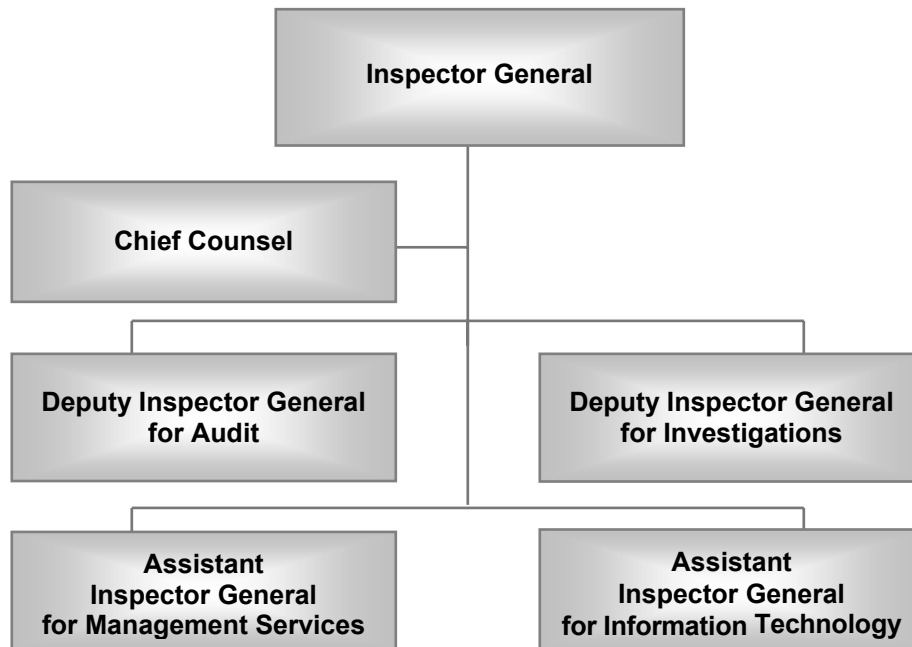 Inspector General
Chief Counsel
Deputy Inspector General
for Audit
Deputy Inspector General
for Investigations
Assistant
Inspector General
for Management Services
Assistant
Inspector General
for Information Technology